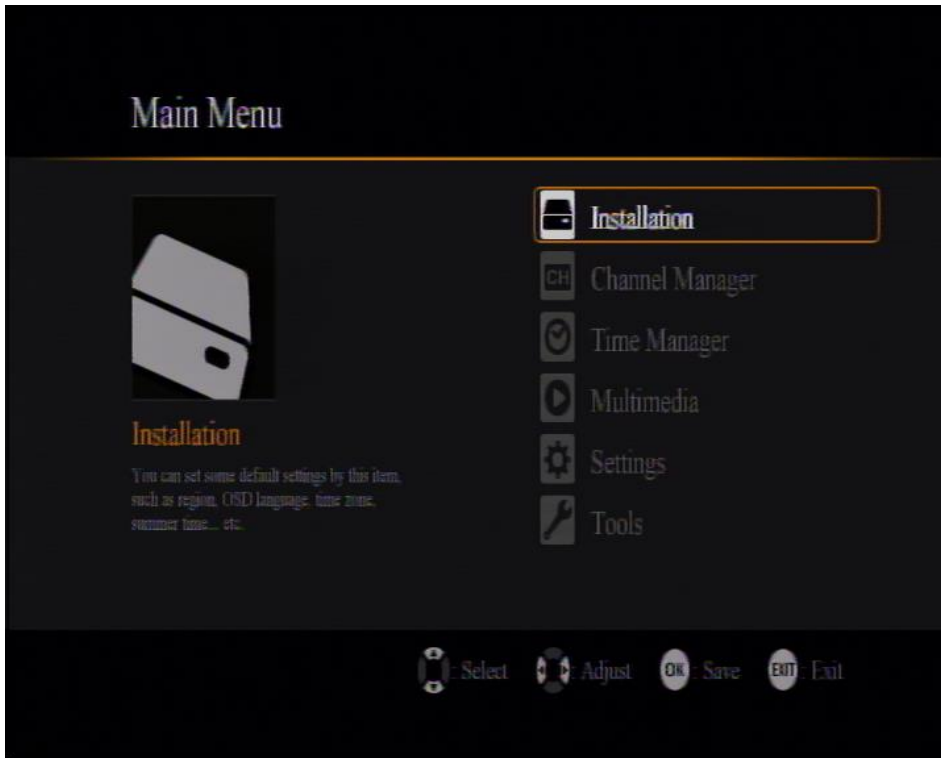 Main Menu
Installation
CH
Channel Manager
Time Manager
Multimedia
Settings
Tools
Installation
You can set some default settings by this item,
such as region, OSD language, time zone,
summer time... etc.
: Select
: Adjust
OK : Save
EXIT : Exit